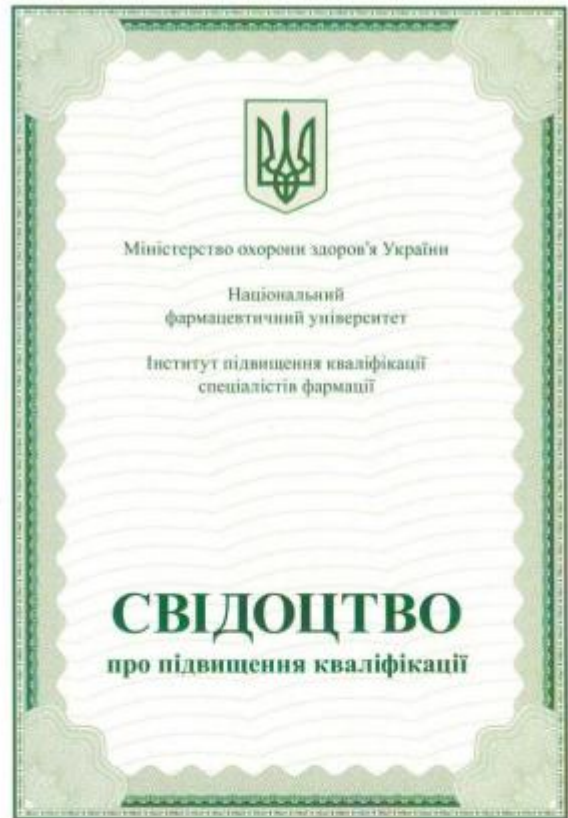 Міністерство охорони здоров'я України
Національний
фармацевтичний університет
Інститут підвищення кваліфікації
спеціалістів фармації
СВІДОЦТВО
про підвищення кваліфікації